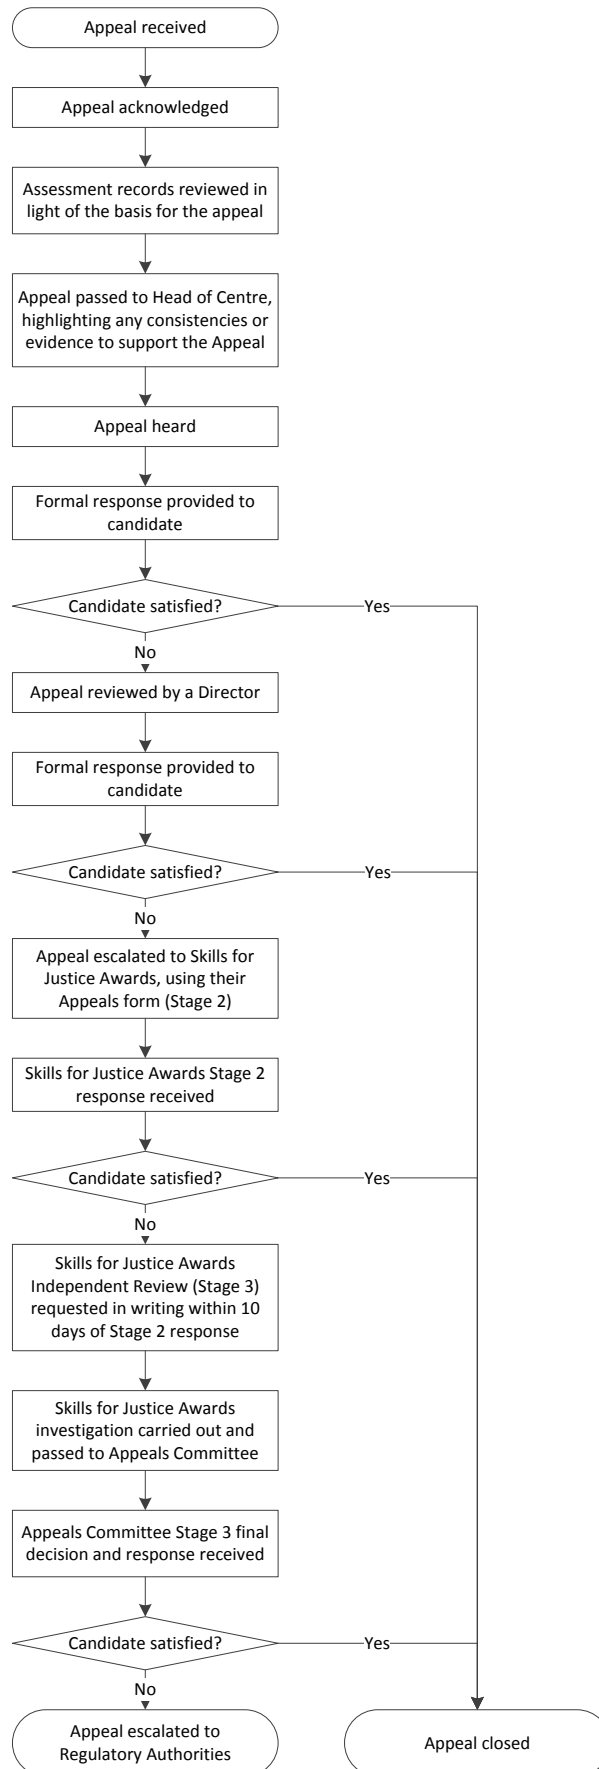 Appeal received
Appeal acknowledged
Assessment records reviewed in
light of the basis for the appeal
Appeal passed to Head of Centre,
highlighting any consistencies or
evidence to support the Appeal
Appeal heard
Formal response provided to
candidate
Candidate satisfied?
Yes
No
Appeal reviewed by a Director
Formal response provided to
candidate
Candidate satisfied?
Yes
No
Appeal escalated to Skills for
Justice Awards, using their
Appeals form (Stage 2)
Skills for Justice Awards Stage 2
response received
Candidate satisfied?
Yes
No
Skills for Justice Awards
Independent Review (Stage 3)
requested in writing within 10
days of Stage 2 response
Skills for Justice Awards
investigation carried out and
passed to Appeals Committee
Appeals Committee Stage 3 final
decision and response received
Candidate satisfied?
Yes
No
Appeal escalated to
Regulatory Authorities
Appeal closed